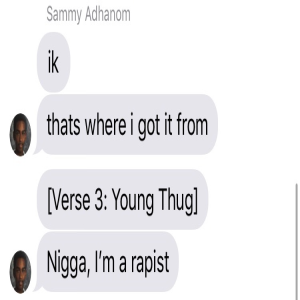 Sammy Adhanom
ik
thats where i got it from
[Verse 3: Young Thug]
Nigga, I'm a rapist